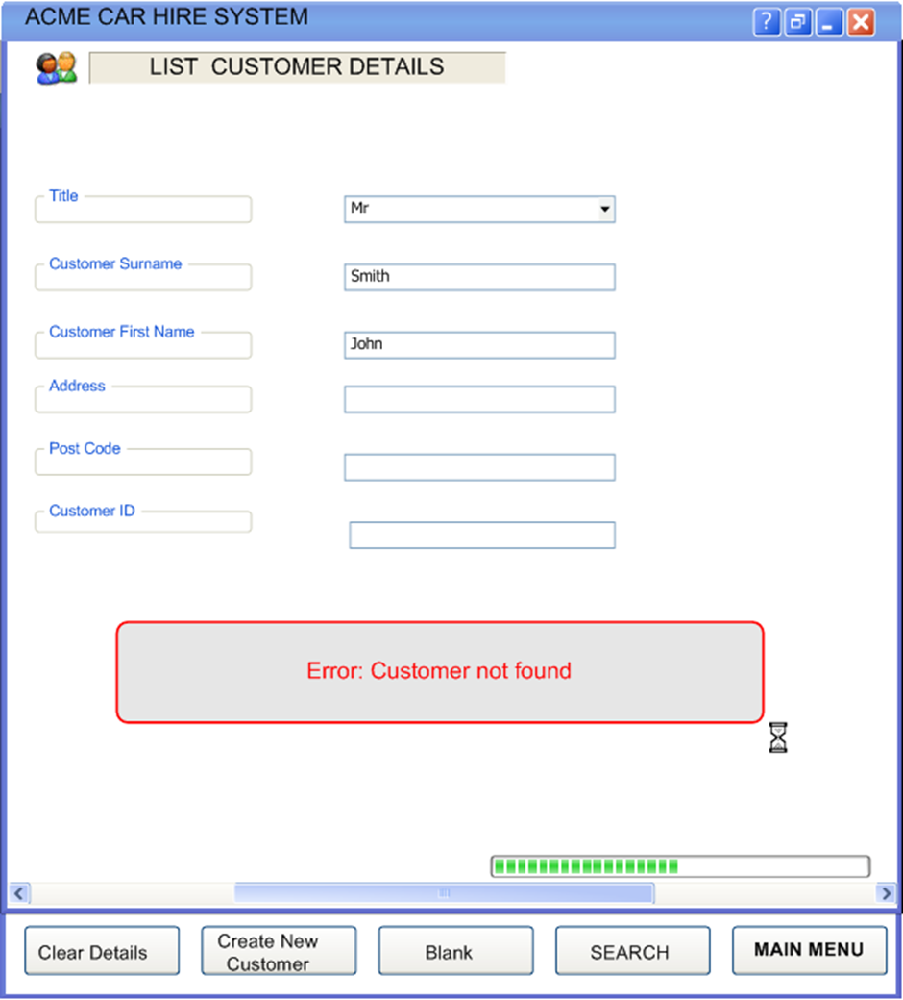 ACME CAR HIRE SYSTEM
?
LIST CUSTOMER DETAILS
Title
Mr
Customer Surname
Smith
Customer First Name
John
Address
Post Code
Customer ID
Error: Customer not found
Clear Details
Create New
Customer
Blank
SEARCH
MAIN MENU